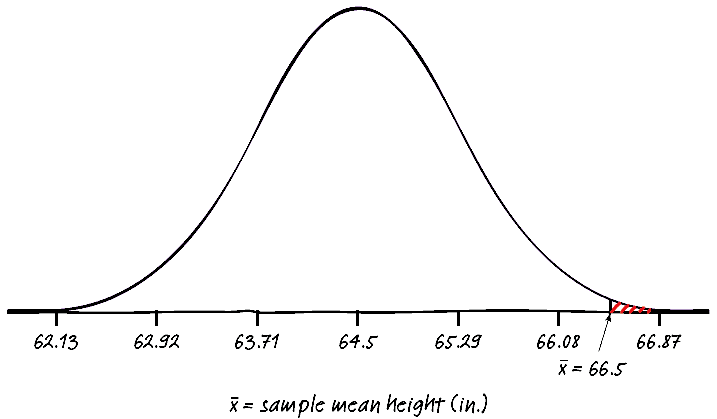 62.13 62.92 63.71 64.5 65.29 66.08 66.87
x̄ = 66.5
x̄ = sample mean height (in.)